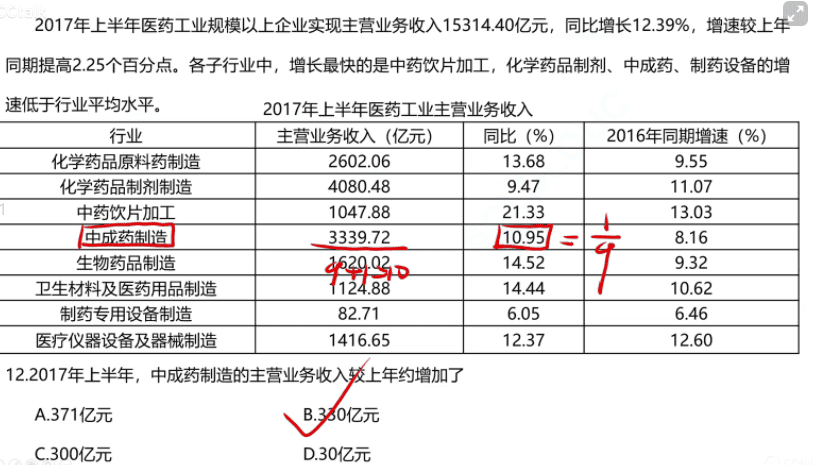 2017年上半年医药工业规模以上企业实现主营业务收入15314.40亿元，同比增长12.39%，增速较上年
同期提高2.25个百分点。各子行业中，增长最快的是中药饮片加工，化学药品制剂、中成药、制药设备的增
速低于行业平均水平。
2017年上半年医药工业主营业务收入
行业 主营业务收入（亿元） 同比（%） 2016年同期增速（%）
化学药品原料药制造 2602.06 13.68 9.55
化学药品制剂制造 4080.48 9.47 11.07
中药饮片加工 1047.88 21.33 13.03
中成药制造 3339.72 10.95 = 1/9 8.16
生物药品制造 1620.02 14.52 9.32
9+1=10
卫生材料及医药用品制造 1124.88 14.44 10.62
制药专用设备制造 82.71 6.05 6.46
医疗仪器设备及器械制造 1416.65 12.37 12.60
12.2017年上半年，中成药制造的主营业务收入较上年约增加了
A.371亿元 B.330亿元
C.300亿元 D.30亿元